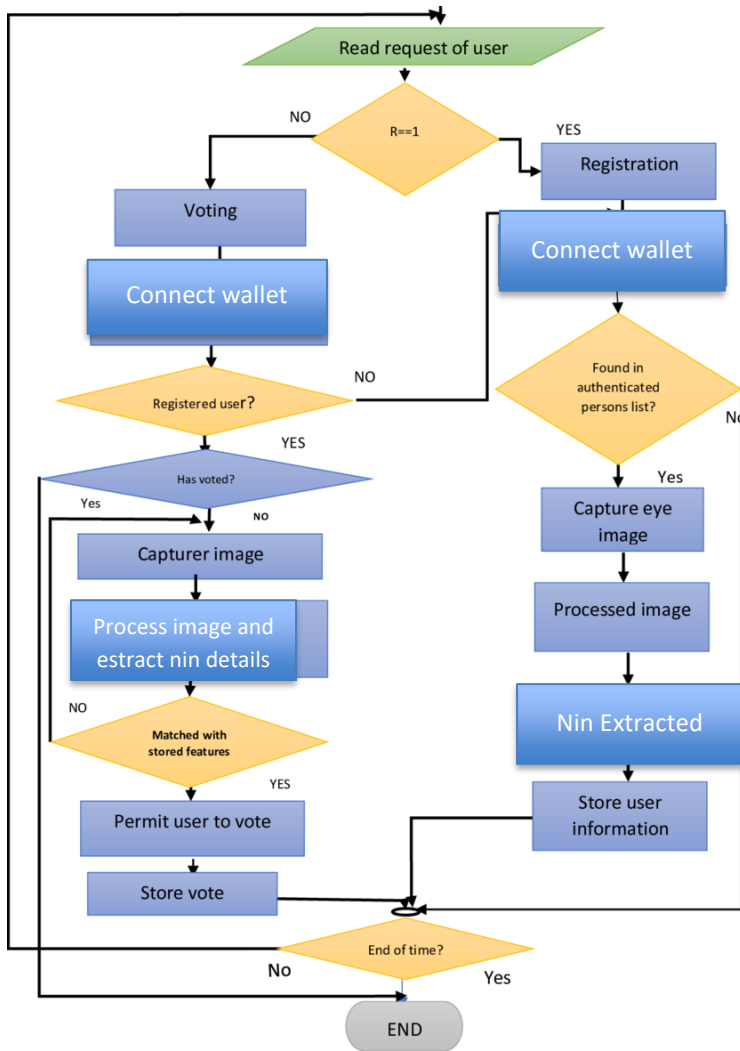 Read request of user
NO
R==1
YES
Registration
Voting
Connect wallet
Connect wallet
NO
Found in
authenticated
persons list?
No
Registered user?
YES
Has voted?
Yes
Yes
NO
Capture eye
image
Capturer image
Processed image
Process image and
estract nin details
NO
Nin Extracted
Matched with
stored features
YES
Store user
information
Permit user to vote
Store vote
End of time?
No
Yes
END